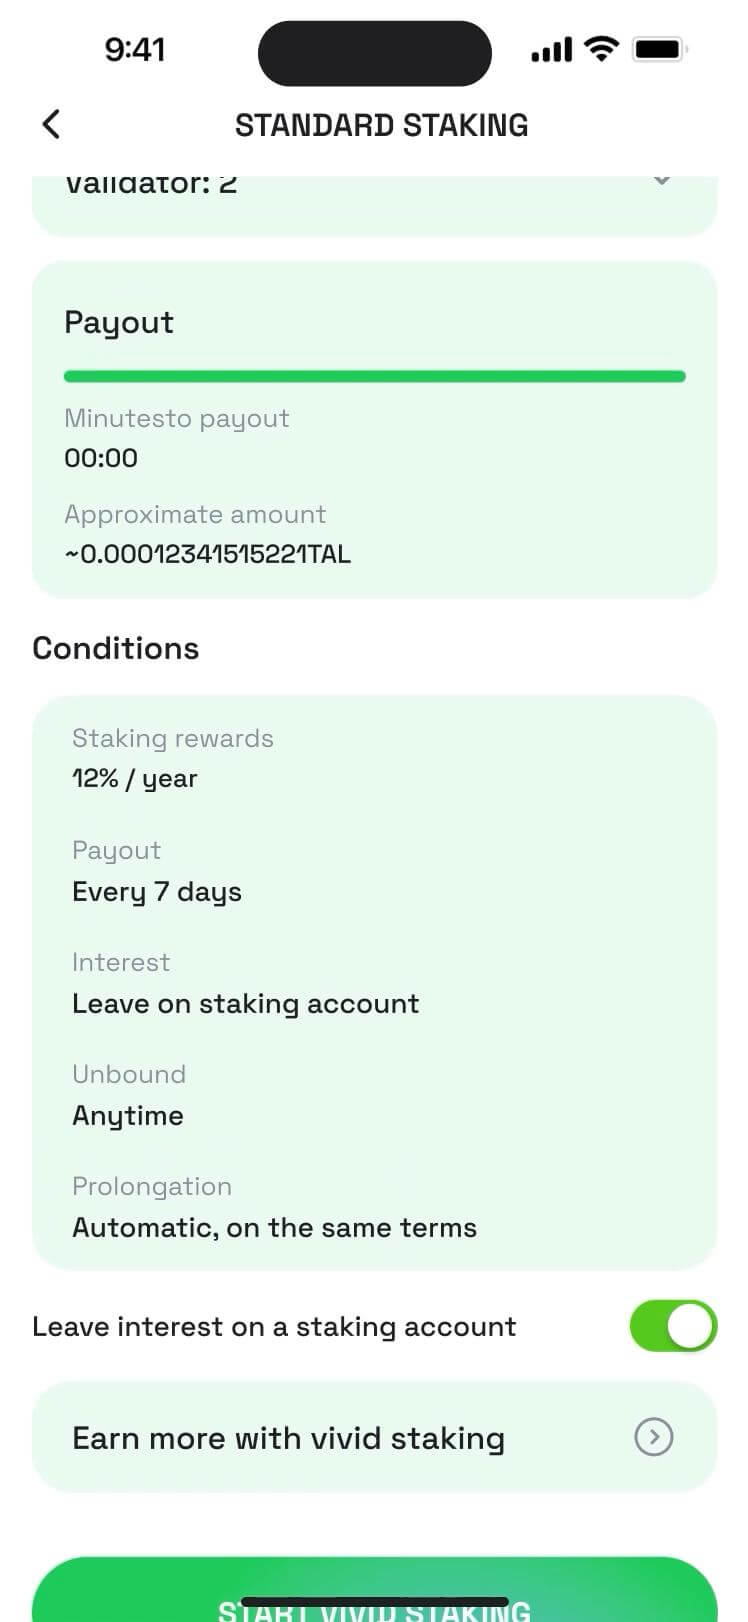 9:41
STANDARD STAKING
Validator: 2
Payout
Minutesto payout
00:00
Approximate amount
~0.00012341515221TAL
Conditions
Staking rewards
12% / year
Payout
Every 7 days
Interest
Leave on staking account
Unbound
Anytime
Prolongation
Automatic, on the same terms
Leave interest on a staking account
Earn more with vivid staking
START VIVID STAKING